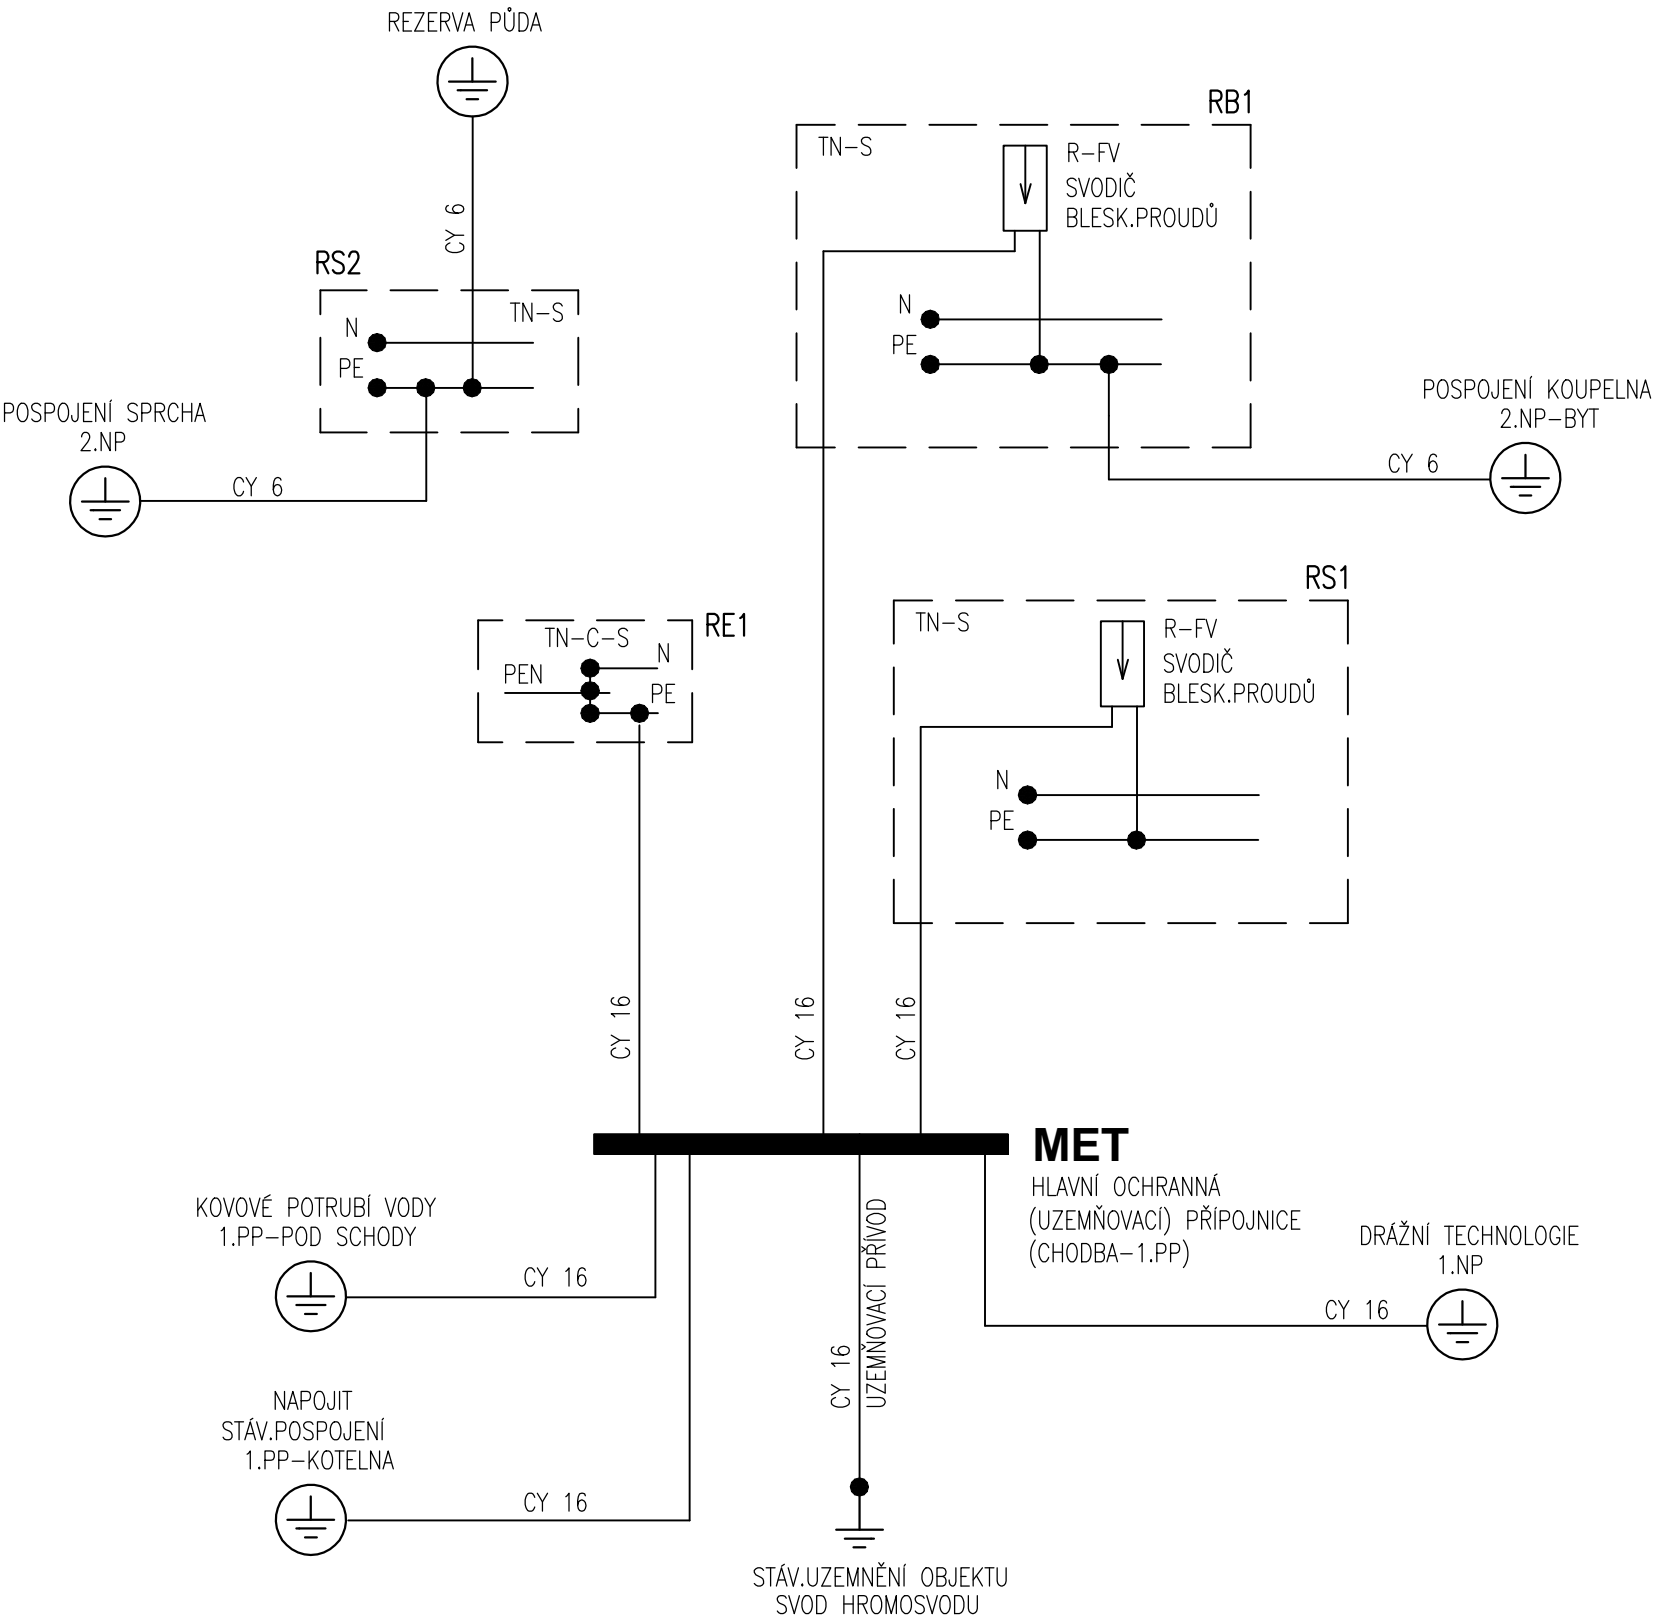 REZERVA PŮDA
CY 6
RS2
TN-S
N
PE
POSPOJENÍ SPRCHA
2.NP
CY 6
RB1
TN-S
R-FV
SVODIČ
BLESK.PROUDŮ
N
PE
POSPOJENÍ KOUPELNA
2.NP-BYT
CY 6
RE1
TN-C-S
N
PEN
PE
RS1
TN-S
R-FV
SVODIČ
BLESK.PROUDŮ
N
PE
CY 16
CY 16
CY 16
MET
HLAVNÍ OCHRANNÁ
(UZEMŇOVACÍ) PŘÍPOJNICE
(CHODBA-1.PP)
KOVOVÉ POTRUBÍ VODY
1.PP-POD SCHODY
CY 16
UZEMŇOVACÍ PŘÍVOD
CY 16
DRÁŽNÍ TECHNOLOGIE
1.NP
CY 16
NAPOJIT
STÁV.POSPOJENÍ
1.PP-KOTELNA
CY 16
STÁV.UZEMNĚNÍ OBJEKTU
SVOD HROMOSVODU